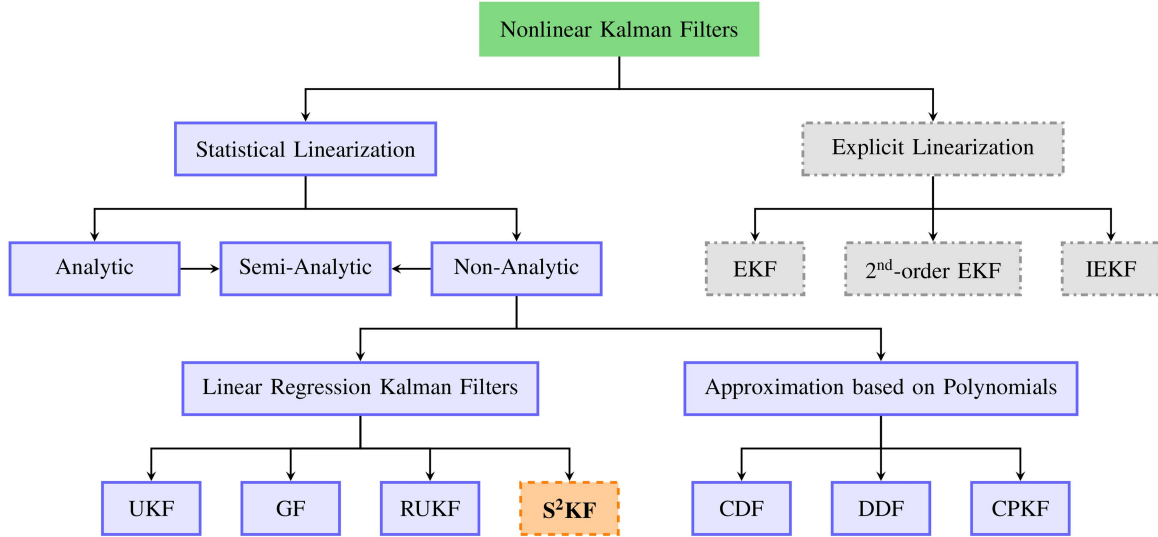 Nonlinear Kalman Filters
Statistical Linearization
Explicit Linearization
Analytic
Semi-Analytic
Non-Analytic
EKF
2nd-order EKF
IEKF
Linear Regression Kalman Filters
Approximation based on Polynomials
UKF
GF
RUKF
S²KF
CDF
DDF
CPKF